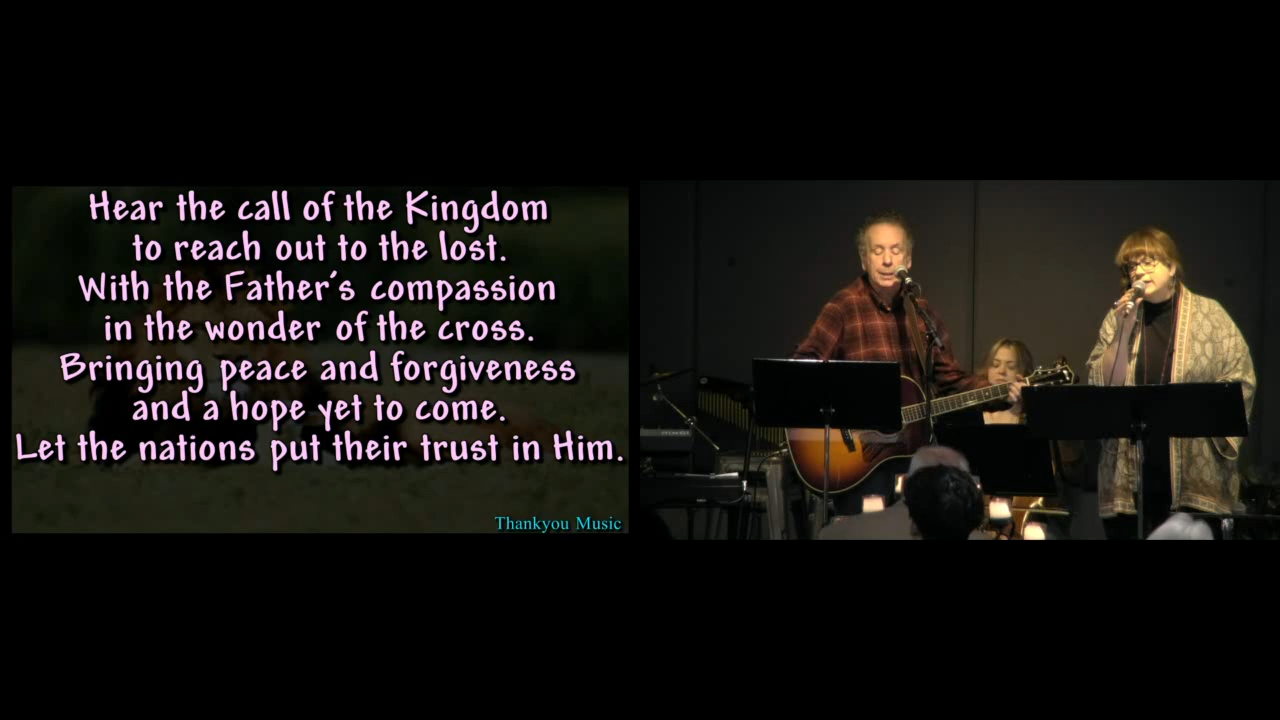 Hear the call of the Kingdom
to reach out to the lost.
With the Father's compassion
in the wonder of the cross.
Bringing peace and forgiveness
and a hope yet to come.
Let the nations put their trust in Him.
Thankyou Music